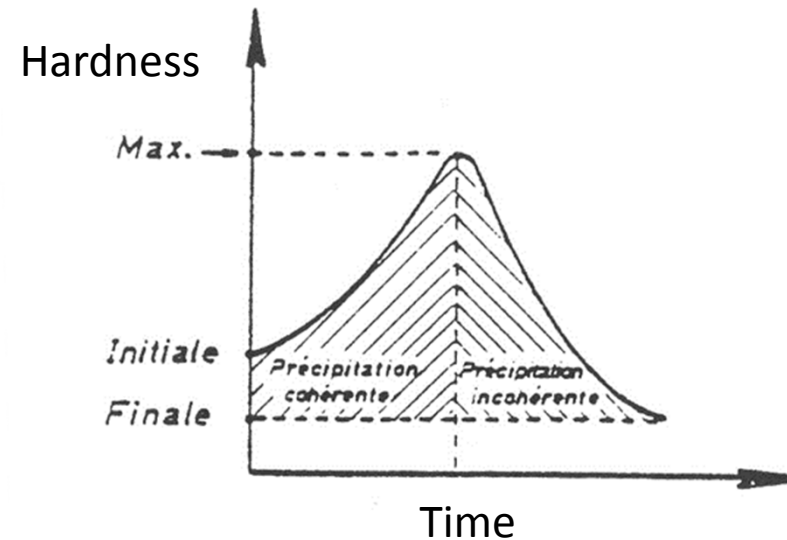 Hardness
Max.
Initiale
Précipitation
cohérente
Précipitation
incohérente
Finale
Time